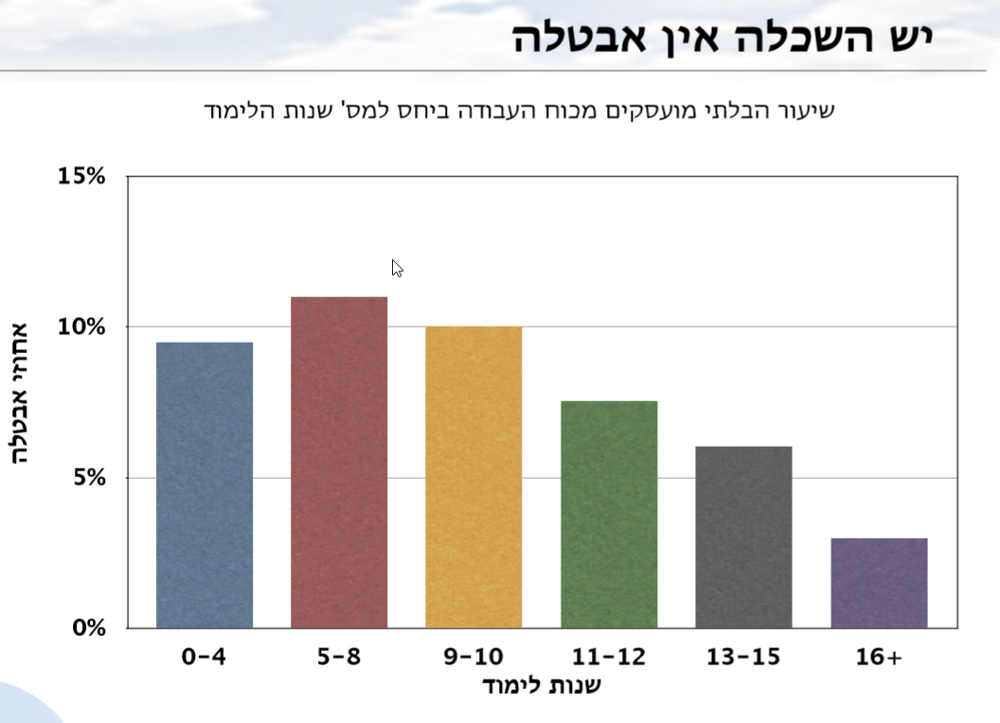 יש השכלה אין אבטלה
שיעור הבלתי מועסקים מכוח העבודה ביחס למס' שנות הלימוד
15%
10%
5%
0%
אחוזי אבטלה
0-4
5-8
9-10
11-12
13-15
16+
שנות לימוד